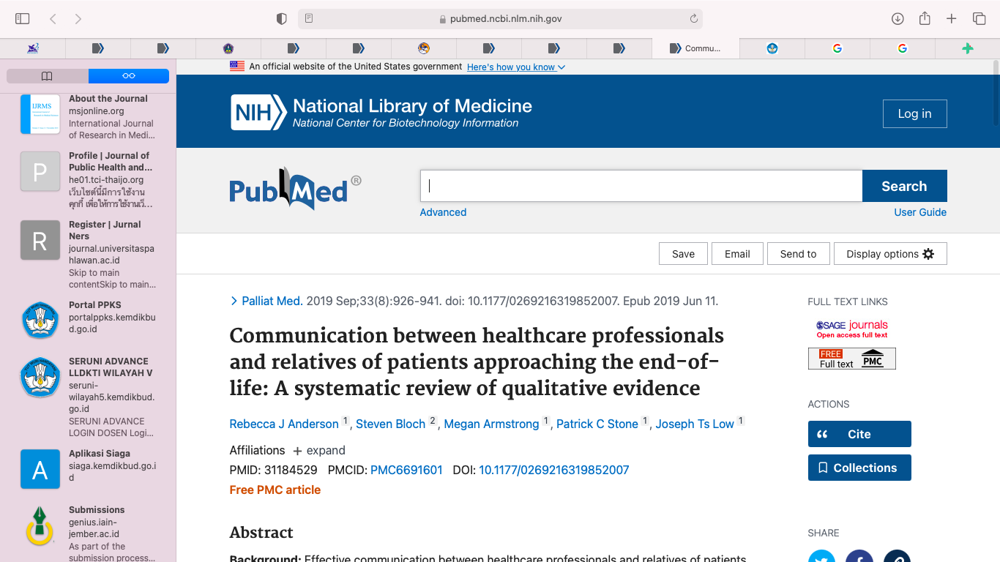 pubmed.ncbi.nlm.nih.gov
Commu...
An official website of the United States government Here's how you know
NIH National Library of Medicine
National Center for Biotechnology Information
Log in
PubMed®
Search
Advanced
User Guide
Save
Email
Send to
Display options
Palliat Med. 2019 Sep;33(8):926-941. doi: 10.1177/0269216319852007. Epub 2019 Jun 11.
Communication between healthcare professionals
and relatives of patients approaching the end-of-
life: A systematic review of qualitative evidence
Rebecca J Anderson 1, Steven Bloch 2, Megan Armstrong 1, Patrick C Stone 1, Joseph Ts Low 1
Affiliations + expand
PMID: 31184529 PMCID: PMC6691601 DOI: 10.1177/0269216319852007
Free PMC article
Abstract
Background: Effective communication between healthcare professionals and relatives of patients
FULL TEXT LINKS
SAGE journals
Open access full text
FREE
Full text PMC
ACTIONS
Cite
Collections
SHARE
IJRMS
About the Journal
msjonline.org
International Journal
of Research in Medi...
P
Profile | Journal of
Public Health and...
he01.tci-thaijo.org
เว็บไซต์นี้มีการใช้งาน
คุกกี้ เพื่อให้การใช้งานเว็...
R
Register | Jurnal
Ners
journal.universitaspa
hlawan.ac.id
Skip to main
contentSkip to main...
Portal PPKS
portalppks.kemdikbu
d.go.id
SERUNI ADVANCE
LLDKTI WILAYAH V
seruni-
wilayah5.kemdikbud.
go.id
SERUNI ADVANCE
LOGIN DOSEN Logi...
A
Aplikasi Siaga
siaga.kemdikbud.go.i
d
Submissions
genius.iain-
jember.ac.id
As part of the
submission process...